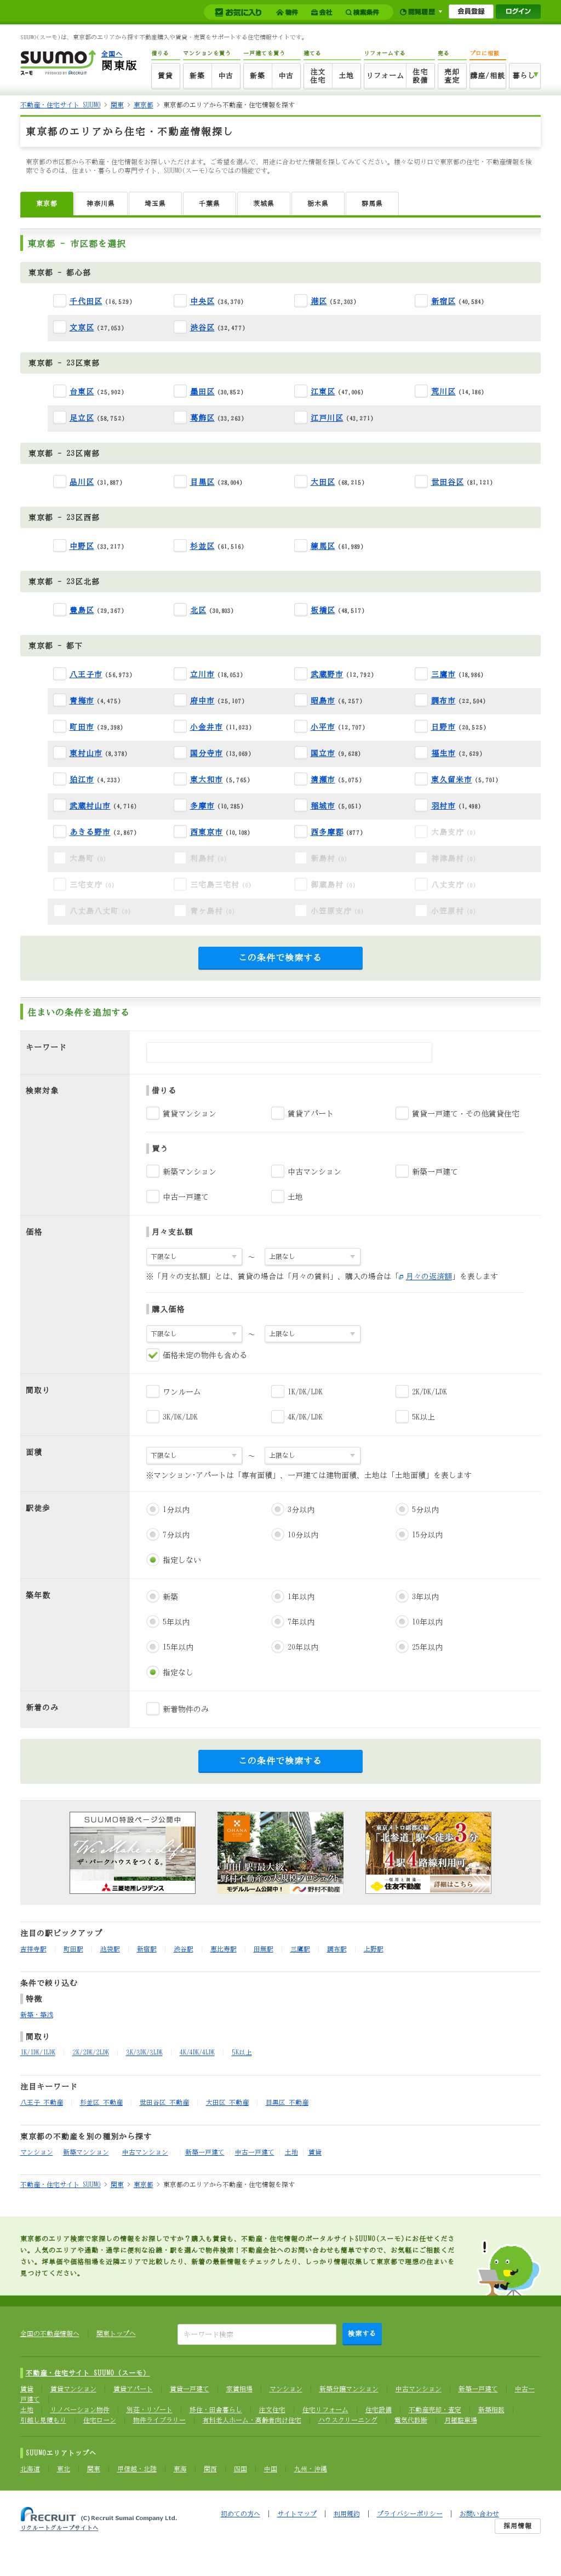 お気に入り 物件 会社 検索条件 閲覧履歴 会員登録 ログイン
SUUMO(スーモ)は、東京都のエリアから探す不動産購入や賃貸・売買をサポートする住宅情報サイトです。
SUUMO スーモ 全国へ 関東版
借りる マンションを買う 一戸建てを買う 建てる リフォームする 売る プロに相談
賃貸 新築 中古 新築 中古 注文住宅 土地 リフォーム 住宅設備 売却査定 講座/相談 暮らし
不動産・住宅サイト SUUMO > 関東 > 東京都 > 東京都のエリアから不動産・住宅情報を探す
東京都のエリアから住宅・不動産情報探し
東京都の市区郡から不動産・住宅情報をお探しいただけます。ご希望を選んで、用途に合わせた情報を探してみてください。様々な切り口で東京都の住宅・不動産情報を検索できるのは、住まい・暮らしの専門サイト、SUUMO(スーモ)ならではの機能です。
東京都 神奈川県 埼玉県 千葉県 茨城県 栃木県 群馬県
東京都 - 市区郡を選択
東京都 - 都心部
千代田区 (16,529) 中央区 (36,370) 港区 (52,303) 新宿区 (40,584)
文京区 (27,053) 渋谷区 (32,477)
東京都 - 23区東部
台東区 (25,902) 墨田区 (30,852) 江東区 (47,006) 荒川区 (14,186)
足立区 (58,752) 葛飾区 (33,263) 江戸川区 (43,271)
東京都 - 23区南部
品川区 (31,887) 目黒区 (28,004) 大田区 (68,215) 世田谷区 (81,121)
東京都 - 23区西部
中野区 (33,217) 杉並区 (61,516) 練馬区 (61,989)
東京都 - 23区北部
豊島区 (29,367) 北区 (30,803) 板橋区 (48,517)
東京都 - 都下
八王子市 (56,973) 立川市 (18,053) 武蔵野市 (12,792) 三鷹市 (18,986)
青梅市 (4,475) 府中市 (25,107) 昭島市 (6,257) 調布市 (22,504)
町田市 (29,398) 小金井市 (11,023) 小平市 (12,707) 日野市 (20,525)
東村山市 (8,378) 国分寺市 (13,069) 国立市 (9,628) 福生市 (2,629)
狛江市 (4,233) 東大和市 (5,765) 清瀬市 (5,075) 東久留米市 (5,701)
武蔵村山市 (4,716) 多摩市 (10,285) 稲城市 (5,051) 羽村市 (1,498)
あきる野市 (2,867) 西東京市 (10,108) 西多摩郡 (877) 大島支庁 (0)
大島町 (0) 利島村 (0) 新島村 (0) 神津島村 (0)
三宅支庁 (0) 三宅島三宅村 (0) 御蔵島村 (0) 八丈支庁 (0)
八丈島八丈町 (0) 青ヶ島村 (0) 小笠原支庁 (0) 小笠原村 (0)
この条件で検索する
住まいの条件を追加する
キーワード
検索対象
借りる
賃貸マンション 賃貸アパート 賃貸一戸建て・その他賃貸住宅
買う
新築マンション 中古マンション 新築一戸建て
中古一戸建て 土地
価格
月々支払額
下限なし ～ 上限なし
※「月々の支払額」とは、賃貸の場合は「月々の賃料」、購入の場合は「月々の返済額」を表します
購入価格
下限なし ～ 上限なし
価格未定の物件も含める
間取り
ワンルーム 1K/DK/LDK 2K/DK/LDK
3K/DK/LDK 4K/DK/LDK 5K以上
面積
下限なし ～ 上限なし
※マンション・アパートは「専有面積」、一戸建ては建物面積、土地は「土地面積」を表します
駅徒歩
1分以内 3分以内 5分以内
7分以内 10分以内 15分以内
指定しない
築年数
新築 1年以内 3年以内
5年以内 7年以内 10年以内
15年以内 20年以内 25年以内
指定なし
新着のみ
新着物件のみ
この条件で検索する
SUUMO特設ページ公開中
ザ・パークハウスをつくる。
三菱地所レジデンス
OHANA
町田駅最大級、
野村不動産の大規模プロジェクト
モデルルーム公開中！ 野村不動産
東京メトロ副都心線
「北参道」駅へ徒歩3分
4駅4路線利用可
住友不動産 詳細はこちら
注目の駅ピックアップ
吉祥寺駅 町田駅 池袋駅 新宿駅 渋谷駅 恵比寿駅 田無駅 三鷹駅 調布駅 上野駅
条件で絞り込む
特徴
新築・築浅
間取り
1K/1DK/1LDK 2K/2DK/2LDK 3K/3DK/3LDK 4K/4DK/4LDK 5K以上
注目キーワード
八王子 不動産 杉並区 不動産 世田谷区 不動産 大田区 不動産 目黒区 不動産
東京都の不動産を別の種別から探す
マンション 新築マンション 中古マンション 新築一戸建て 中古一戸建て 土地 賃貸
不動産・住宅サイト SUUMO > 関東 > 東京都 > 東京都のエリアから不動産・住宅情報を探す
東京都のエリア検索で家探しの情報をお探しですか？購入も賃貸も、不動産・住宅情報のポータルサイトSUUMO(スーモ)にお任せください。人気のエリアや通勤・通学に便利な沿線・駅を選んで物件検索！不動産会社へのお問い合わせも簡単ですので、お気軽にご相談ください。坪単価や価格相場を近隣エリアで比較したり、新着の最新情報をチェックしたり、しっかり情報収集して東京都で理想の住まいを見つけてください。
全国の不動産情報へ 関東トップへ キーワード検索 検索する
不動産・住宅サイト SUUMO（スーモ）
賃貸 賃貸マンション 賃貸アパート 賃貸一戸建て 家賃相場 マンション 新築分譲マンション 中古マンション 新築一戸建て 中古一戸建て
土地 リノベーション物件 別荘・リゾート 移住・田舎暮らし 注文住宅 住宅リフォーム 住宅設備 不動産売却・査定 新築相談
引越し見積もり 住宅ローン 物件ライブラリー 有料老人ホーム・高齢者向け住宅 ハウスクリーニング 電気代診断 月極駐車場
SUUMOエリアトップへ
北海道 東北 関東 甲信越・北陸 東海 関西 四国 中国 九州・沖縄
RECRUIT (C)Recruit Sumai Company Ltd.
リクルートグループサイトへ
初めての方へ | サイトマップ | 利用規約 | プライバシーポリシー | お問い合わせ
採用情報